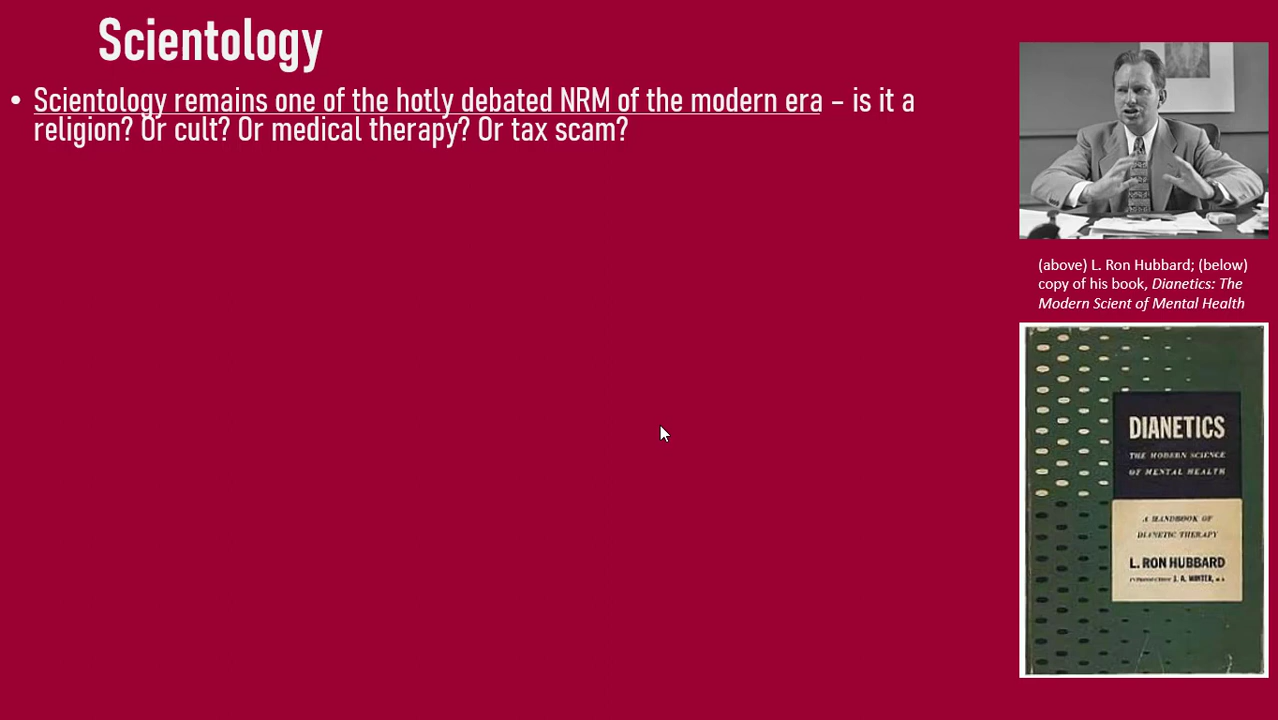 Scientology
• Scientology remains one of the hotly debated NRM of the modern era – is it a
religion? Or cult? Or medical therapy? Or tax scam?
(above) L. Ron Hubbard; (below)
copy of his book, Dianetics: The
Modern Scient of Mental Health
DIANETICS
THE MODERN SCIENCE
OF MENTAL HEALTH
A HANDBOOK OF
DIANETIC THERAPY
L. RON HUBBARD
INTRODUCTION J. A. WINTER, M.D.